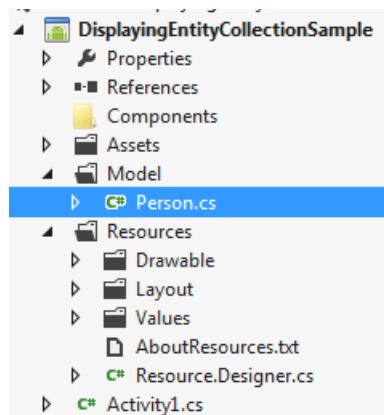 DisplayingEntityCollectionSample
Properties
References
Components
Assets
Model
C# Person.cs
Resources
Drawable
Layout
Values
AboutResources.txt
C# Resource.Designer.cs
C# Activity1.cs